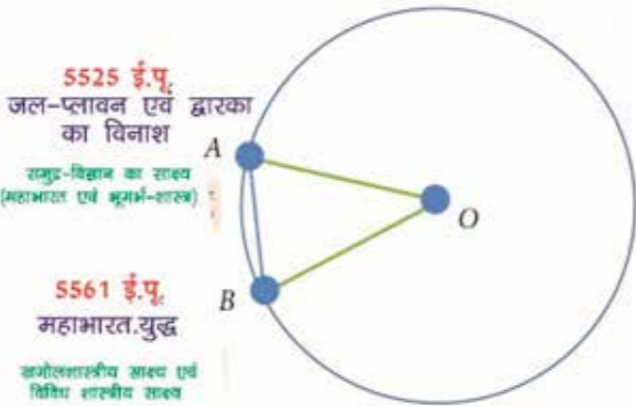 5525 ई.पू.
जल-प्लावन एवं द्वारका
का विनाश
समुद्र-विज्ञान का साक्ष्य
(महाभारत एवं भूगर्भ-शास्त्र)
A
O
B
5561 ई.पू.
महाभारत.युद्ध
खगोलशास्त्रीय साक्ष्य एवं
विविध शास्त्रीय साक्ष्य